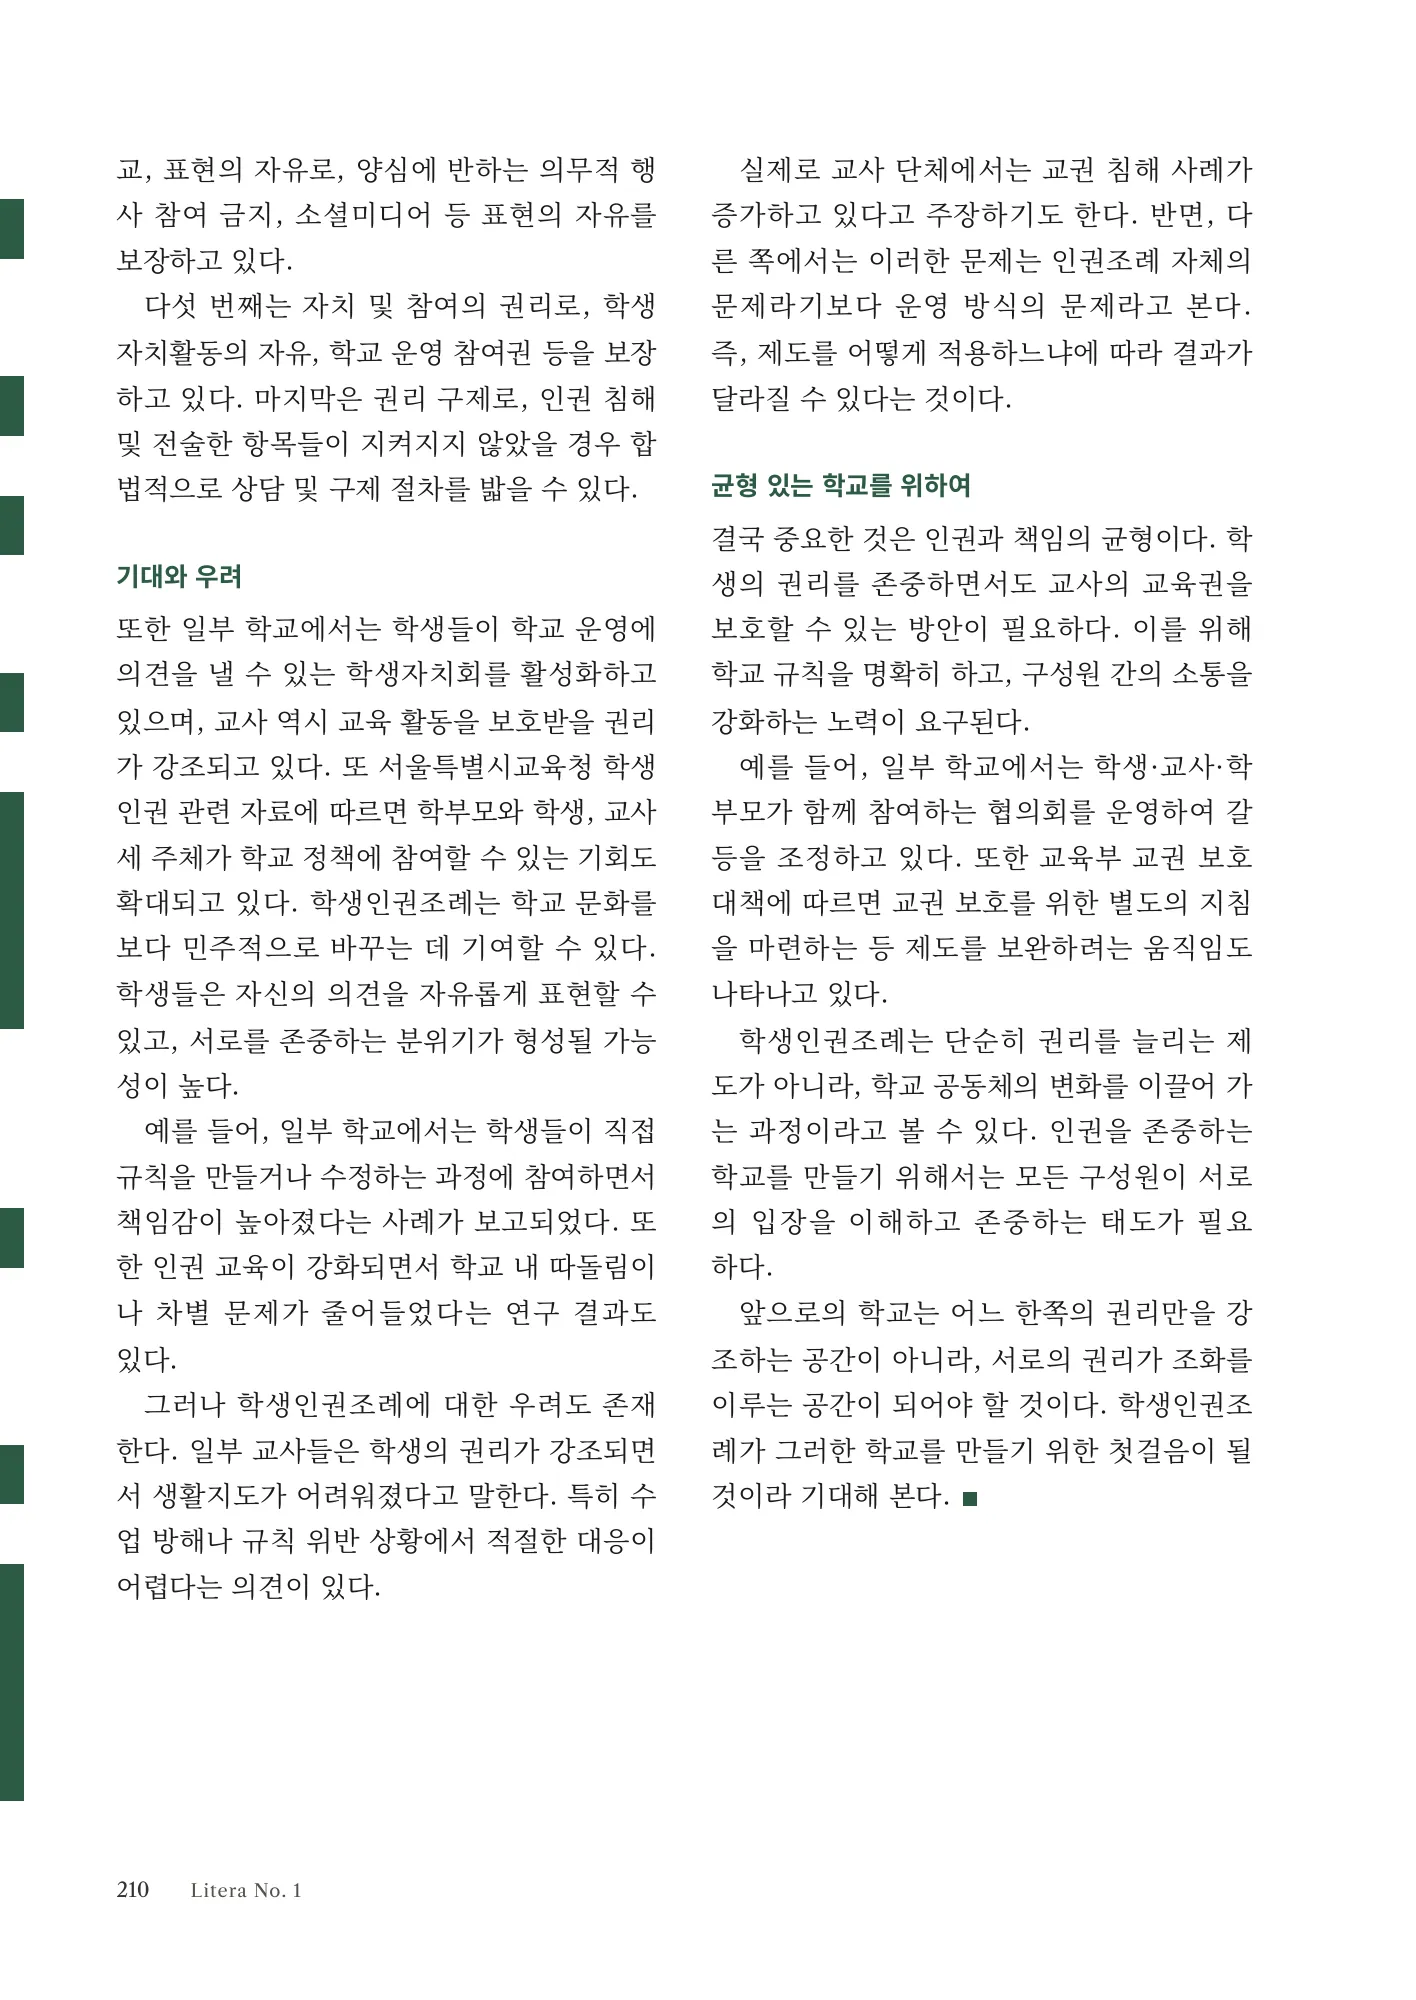 교, 표현의 자유로, 양심에 반하는 의무적 행
사 참여 금지, 소셜미디어 등 표현의 자유를
보장하고 있다.
다섯 번째는 자치 및 참여의 권리로, 학생
자치활동의 자유, 학교 운영 참여권 등을 보장
하고 있다. 마지막은 권리 구제로, 인권 침해
및 전술한 항목들이 지켜지지 않았을 경우 합
법적으로 상담 및 구제 절차를 밟을 수 있다.
기대와 우려
또한 일부 학교에서는 학생들이 학교 운영에
의견을 낼 수 있는 학생자치회를 활성화하고
있으며, 교사 역시 교육 활동을 보호받을 권리
가 강조되고 있다. 또 서울특별시교육청 학생
인권 관련 자료에 따르면 학부모와 학생, 교사
세 주체가 학교 정책에 참여할 수 있는 기회도
확대되고 있다. 학생인권조례는 학교 문화를
보다 민주적으로 바꾸는 데 기여할 수 있다.
학생들은 자신의 의견을 자유롭게 표현할 수
있고, 서로를 존중하는 분위기가 형성될 가능
성이 높다.
예를 들어, 일부 학교에서는 학생들이 직접
규칙을 만들거나 수정하는 과정에 참여하면서
책임감이 높아졌다는 사례가 보고되었다. 또
한 인권 교육이 강화되면서 학교 내 따돌림이
나 차별 문제가 줄어들었다는 연구 결과도
있다.
그러나 학생인권조례에 대한 우려도 존재
한다. 일부 교사들은 학생의 권리가 강조되면
서 생활지도가 어려워졌다고 말한다. 특히 수
업 방해나 규칙 위반 상황에서 적절한 대응이
어렵다는 의견이 있다.
실제로 교사 단체에서는 교권 침해 사례가
증가하고 있다고 주장하기도 한다. 반면, 다
른 쪽에서는 이러한 문제는 인권조례 자체의
문제라기보다 운영 방식의 문제라고 본다.
즉, 제도를 어떻게 적용하느냐에 따라 결과가
달라질 수 있다는 것이다.
균형 있는 학교를 위하여
결국 중요한 것은 인권과 책임의 균형이다. 학
생의 권리를 존중하면서도 교사의 교육권을
보호할 수 있는 방안이 필요하다. 이를 위해
학교 규칙을 명확히 하고, 구성원 간의 소통을
강화하는 노력이 요구된다.
예를 들어, 일부 학교에서는 학생·교사·학
부모가 함께 참여하는 협의회를 운영하여 갈
등을 조정하고 있다. 또한 교육부 교권 보호
대책에 따르면 교권 보호를 위한 별도의 지침
을 마련하는 등 제도를 보완하려는 움직임도
나타나고 있다.
학생인권조례는 단순히 권리를 늘리는 제
도가 아니라, 학교 공동체의 변화를 이끌어 가
는 과정이라고 볼 수 있다. 인권을 존중하는
학교를 만들기 위해서는 모든 구성원이 서로
의 입장을 이해하고 존중하는 태도가 필요
하다.
앞으로의 학교는 어느 한쪽의 권리만을 강
조하는 공간이 아니라, 서로의 권리가 조화를
이루는 공간이 되어야 할 것이다. 학생인권조
례가 그러한 학교를 만들기 위한 첫걸음이 될
것이라 기대해 본다. ■
210 Litera No. 1